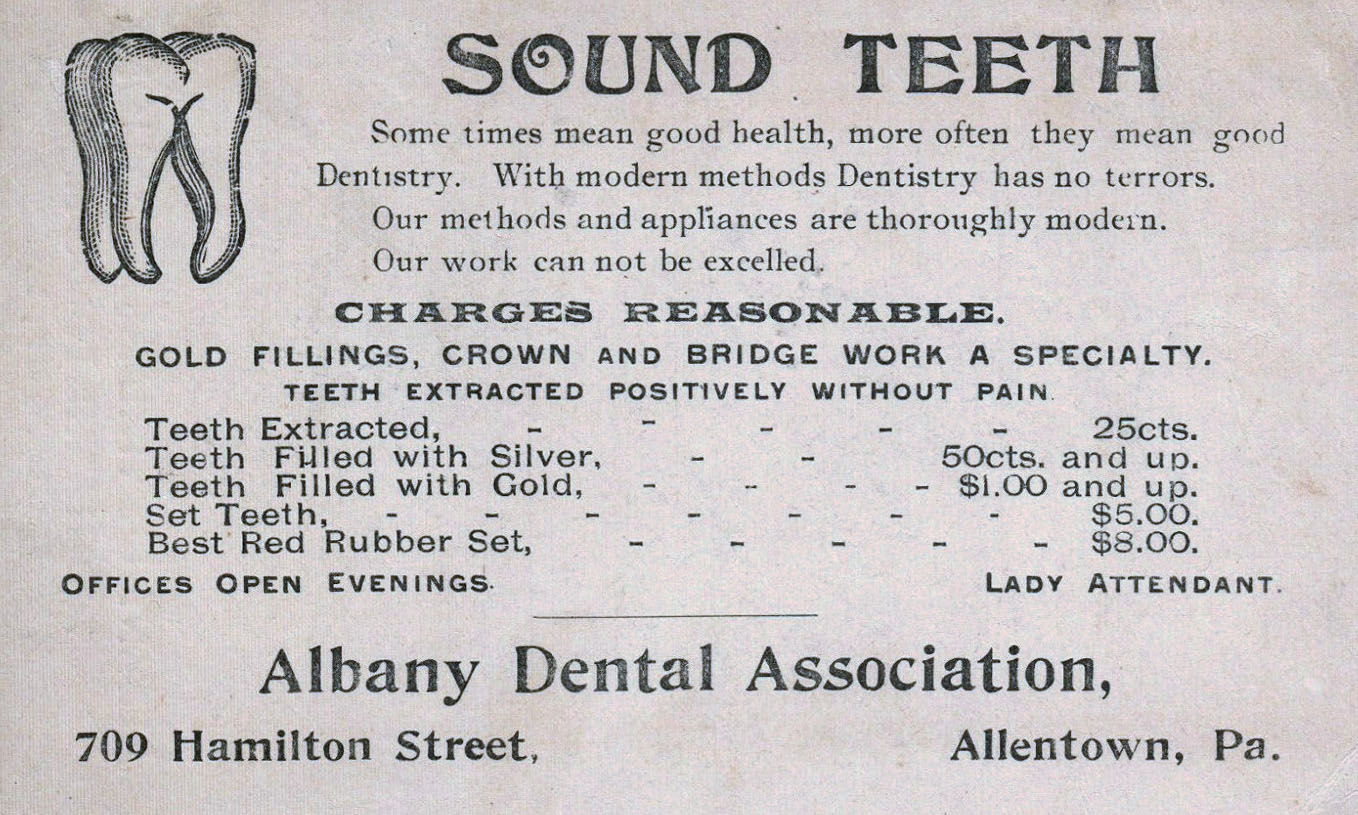 SOUND TEETH
Some times mean good health, more often they mean good
Dentistry. With modern methods Dentistry has no terrors.
Our methods and appliances are thoroughly modern.
Our work can not be excelled.
CHARGES REASONABLE.
GOLD FILLINGS, CROWN AND BRIDGE WORK A SPECIALTY.
TEETH EXTRACTED POSITIVELY WITHOUT PAIN.
Teeth Extracted, - - - - - 25cts.
Teeth Filled with Silver, - - 50cts. and up.
Teeth Filled with Gold, - - - - $1.00 and up.
Set Teeth, - - - - - - - $5.00.
Best Red Rubber Set, - - - - - $8.00.
OFFICES OPEN EVENINGS. LADY ATTENDANT.
Albany Dental Association,
709 Hamilton Street, Allentown, Pa.